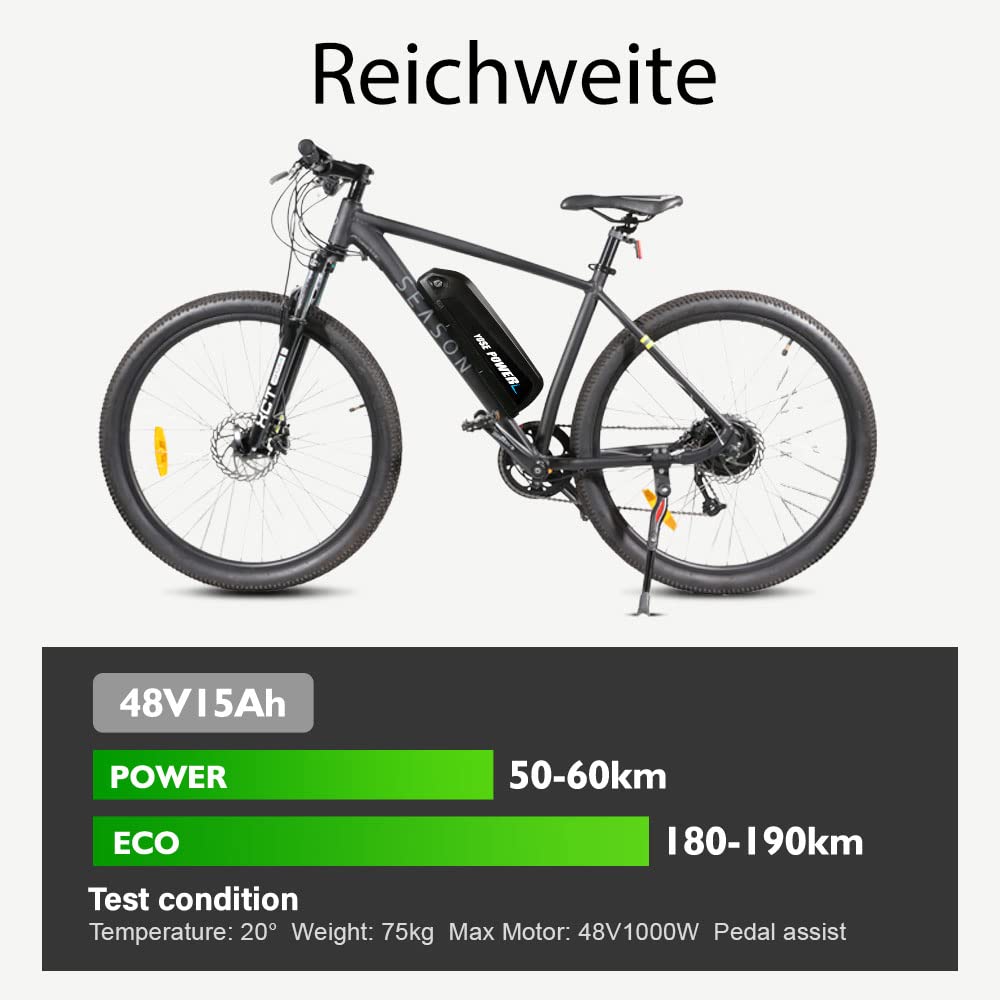 Reichweite
SEASON
YOSE POWER
HCT
48V15Ah
POWER 50-60km
ECO 180-190km
Test condition
Temperature: 20° Weight: 75kg Max Motor: 48V1000W Pedal assist